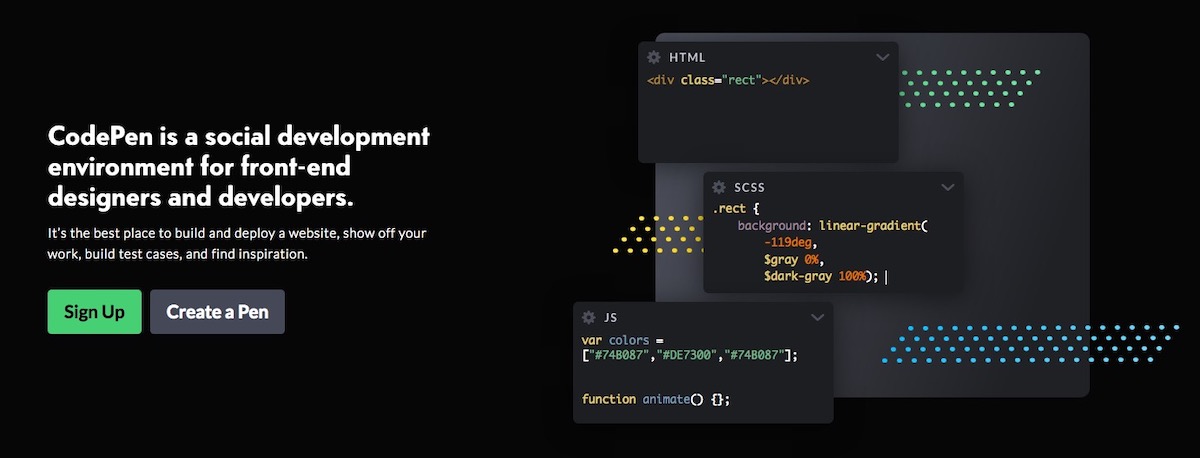 CodePen is a social development
environment for front-end
designers and developers.
It's the best place to build and deploy a website, show off your
work, build test cases, and find inspiration.
Sign Up
Create a Pen
HTML
<div class="rect"></div>
SCSS
.rect {
background: linear-gradient(
-119deg,
$gray 0%,
$dark-gray 100%);
JS
var colors =
["#74B087","#DE7300","#74B087"];
function animate() {};